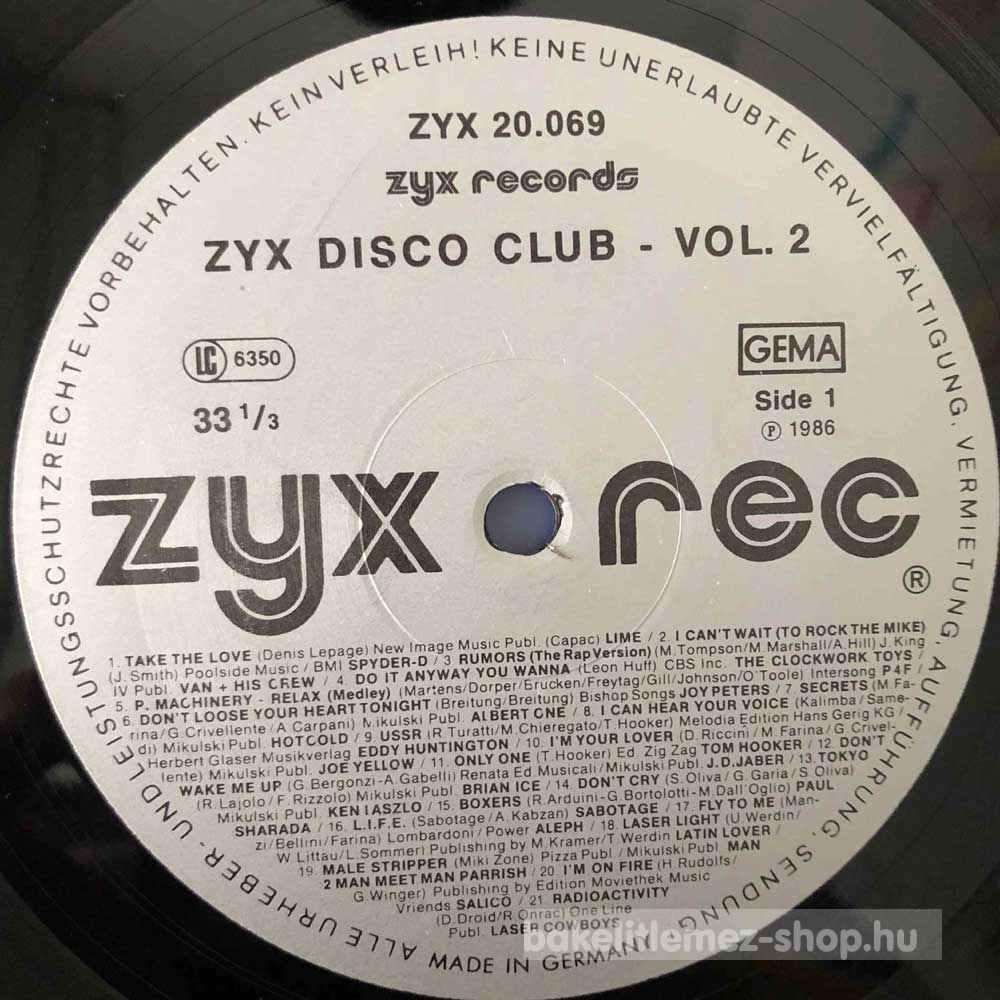 ALLE URHEBER- UND LEISTUNGSSCHUTZRECHTE VORBEHALTEN. KEIN VERLEIH! KEINE UNERLAUBTE VERVIELFÄLTIGUNG, VERMIETUNG, AUFFÜHRUNG, SENDUNG.
ZYX 20.069
zyx records
ZYX DISCO CLUB - VOL. 2
LC 6350
GEMA
33 1/3
Side 1
℗ 1986
zyx rec ®
1. TAKE THE LOVE (Denis Lepage) New Image Music Publ. (Capac) LIME / 2. I CAN'T WAIT (TO ROCK THE MIKE)
(J. Smith) Poolside Music / BMI SPYDER-D / 3 RUMORS (The Rap Version) (M. Tompson/M. Marshall/A. Hill) J. King
IV Publ. VAN + HIS CREW / 4. DO IT ANYWAY YOU WANNA (Leon Huff) CBS Inc. THE CLOCKWORK TOYS /
5. P. MACHINERY - RELAX (Medley) (Martens/Dorper/Erucken/Freytag/Gill/Johnson/O'Toole) Intersong P4F /
6. DON'T LOOSE YOUR HEART TONIGHT (Breitung/Breitung) Bishop Songs JOY PETERS / 7. SECRETS (M. Fa-
rina/G. Crivellente/A. Carpani) Mikulski Publ. ALBERT ONE / 8. I CAN HEAR YOUR VOICE (Kalimba/Same-
di) Mikulski Publ. HOTCOLD / 9. USSR (R. Turatti/M. Chieregato/T. Hooker) Melodia Edition Hans Gerig KG /
Herbert Glaser Musikverlag EDDY HUNTINGTON / 10. I'M YOUR LOVER (D. Riccini/M. Farina/G. Crivel-
lente) Mikulski Publ. JOE YELLOW / 11. ONLY ONE (T. Hooker) Ed. Zig Zag TOM HOOKER / 12. DON'T
WAKE ME UP (G. Bergonzi-A. Gabelli) Renata Ed. Musicali/Mikulski Publ. J.D. JABER / 13. TOKYO
(R. Lajolo/F. Rizzolo) Mikulski Publ. BRIAN ICE / 14. DON'T CRY (S. Oliva/G. Garia/S. Oliva)
Mikulski Publ. KEN LASZLO / 15. BOXERS (R. Arduini-G. Bortolotti-M. Dall'Oglio) PAUL
SHARADA / 16. L.I.F.E. (Sabotage/A. Kabzan) SABOTAGE / 17. FLY TO ME (Man-
zi/Bellini/Farina) Lombardoni/Power ALEPH / 18. LASER LIGHT (U. Werdin/
W. Littau/L. Sommer) Publishing by M. Kramer/T. Werdin LATIN LOVER /
19. MALE STRIPPER (Miki Zone) Pizza Publ./Mikulski Publ. MAN
2 MAN MEET MAN PARRISH / 20 I'M ON FIRE (H. Rudolfs/
G. Winger) Publishing by Edition Moviethek Music
Vriends SALICO / 21. RADIOACTIVITY
(D. Droid/R. Onrac) One Line
Publ. LASER COWBOYS
MADE IN GERMANY
bakelitlemez-shop.hu